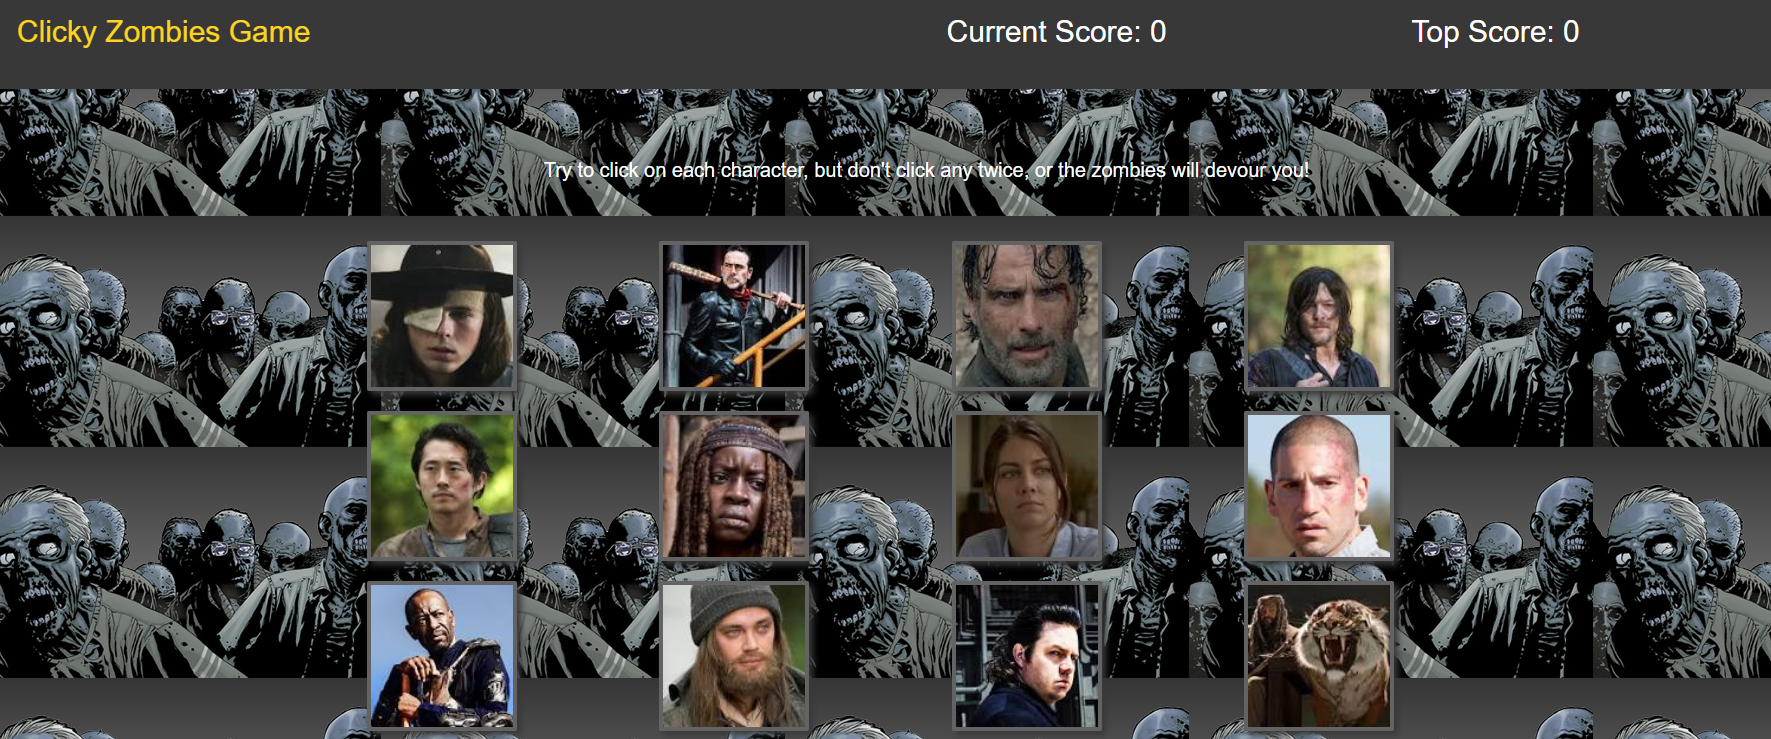 Clicky Zombies Game
Current Score: 0
Top Score: 0
Try to click on each character, but don't click any twice, or the zombies will devour you!